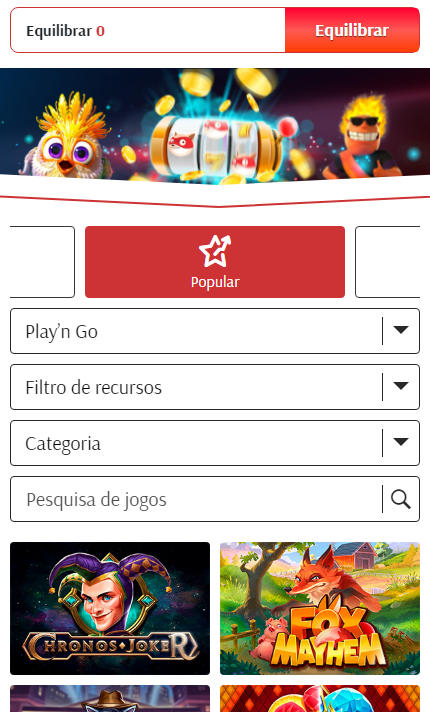 Equilibrar 0
Equilibrar
Popular
Play'n Go
Filtro de recursos
Categoria
Pesquisa de jogos
CHRONOS JOKER
FOX
MAYHEM